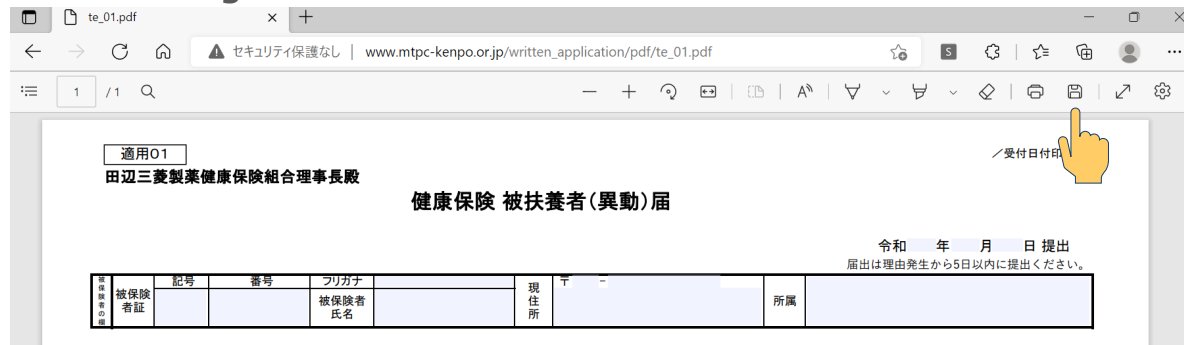 te_01.pdf
セキュリティ保護なし | www.mtpc-kenpo.or.jp/written_application/pdf/te_01.pdf
1 / 1
適用01
／受付日付印
田辺三菱製薬健康保険組合理事長殿
健康保険 被扶養者(異動)届
令和 年 月 日 提出
届出は理由発生から5日以内に提出ください。
被保険者の欄
被保険者証
記号 番号 フリガナ
被保険者氏名
現住所
〒 -
所属